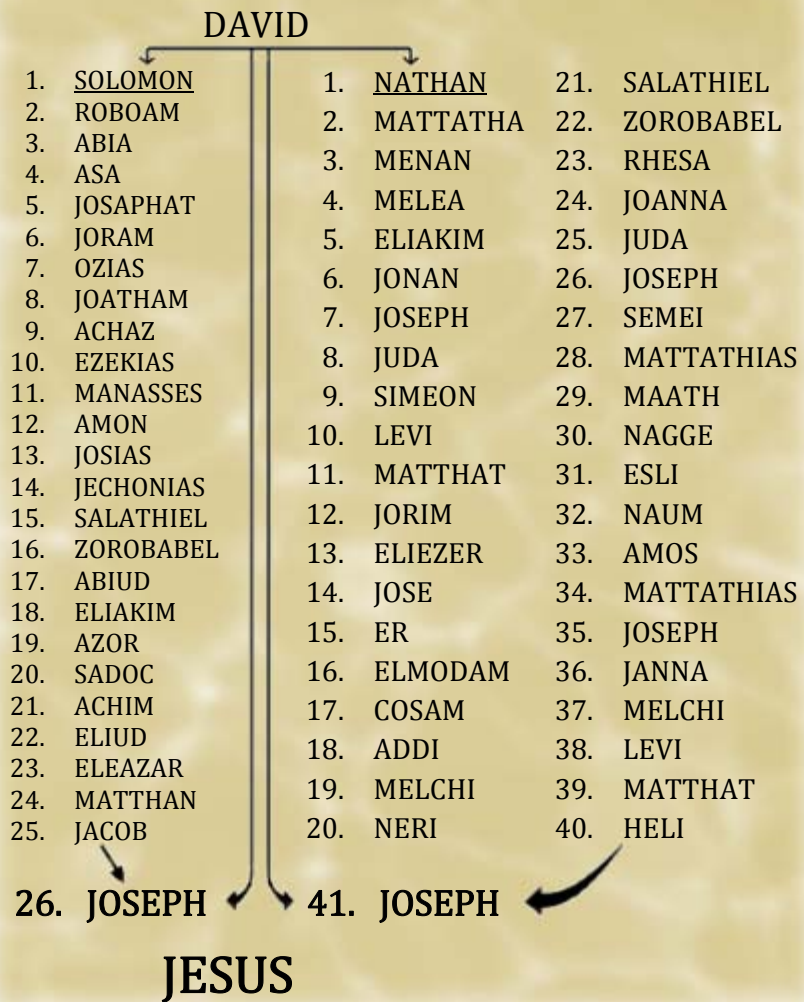 DAVID
1. SOLOMON
2. ROBOAM
3. ABIA
4. ASA
5. JOSAPHAT
6. JORAM
7. OZIAS
8. JOATHAM
9. ACHAZ
10. EZEKIAS
11. MANASSES
12. AMON
13. JOSIAS
14. JECHONIAS
15. SALATHIEL
16. ZOROBABEL
17. ABIUD
18. ELIAKIM
19. AZOR
20. SADOC
21. ACHIM
22. ELIUD
23. ELEAZAR
24. MATTHAN
25. JACOB
26. JOSEPH
1. NATHAN
2. MATTATHA
3. MENAN
4. MELEA
5. ELIAKIM
6. JONAN
7. JOSEPH
8. JUDA
9. SIMEON
10. LEVI
11. MATTHAT
12. JORIM
13. ELIEZER
14. JOSE
15. ER
16. ELMODAM
17. COSAM
18. ADDI
19. MELCHI
20. NERI
21. SALATHIEL
22. ZOROBABEL
23. RHESA
24. JOANNA
25. JUDA
26. JOSEPH
27. SEMEI
28. MATTATHIAS
29. MAATH
30. NAGGE
31. ESLI
32. NAUM
33. AMOS
34. MATTATHIAS
35. JOSEPH
36. JANNA
37. MELCHI
38. LEVI
39. MATTHAT
40. HELI
41. JOSEPH
JESUS